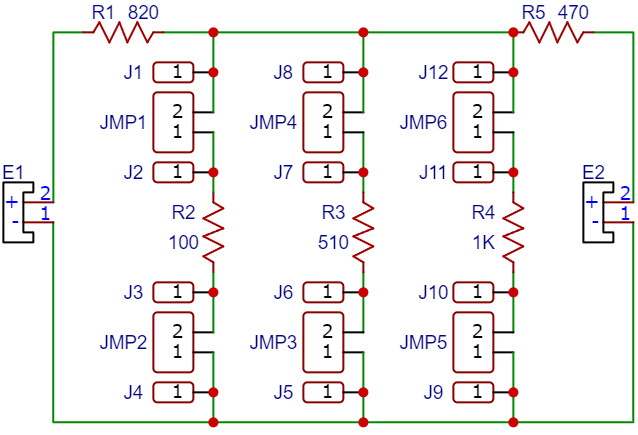 R1 820
R5 470
J1 1
J8 1
J12 1
JMP1 2
1
JMP4 2
1
JMP6 2
1
J2 1
J7 1
J11 1
E1
+ 2
- 1
E2
+ 2
- 1
R2
100
R3
510
R4
1K
J3 1
J6 1
J10 1
JMP2 2
1
JMP3 2
1
JMP5 2
1
J4 1
J5 1
J9 1